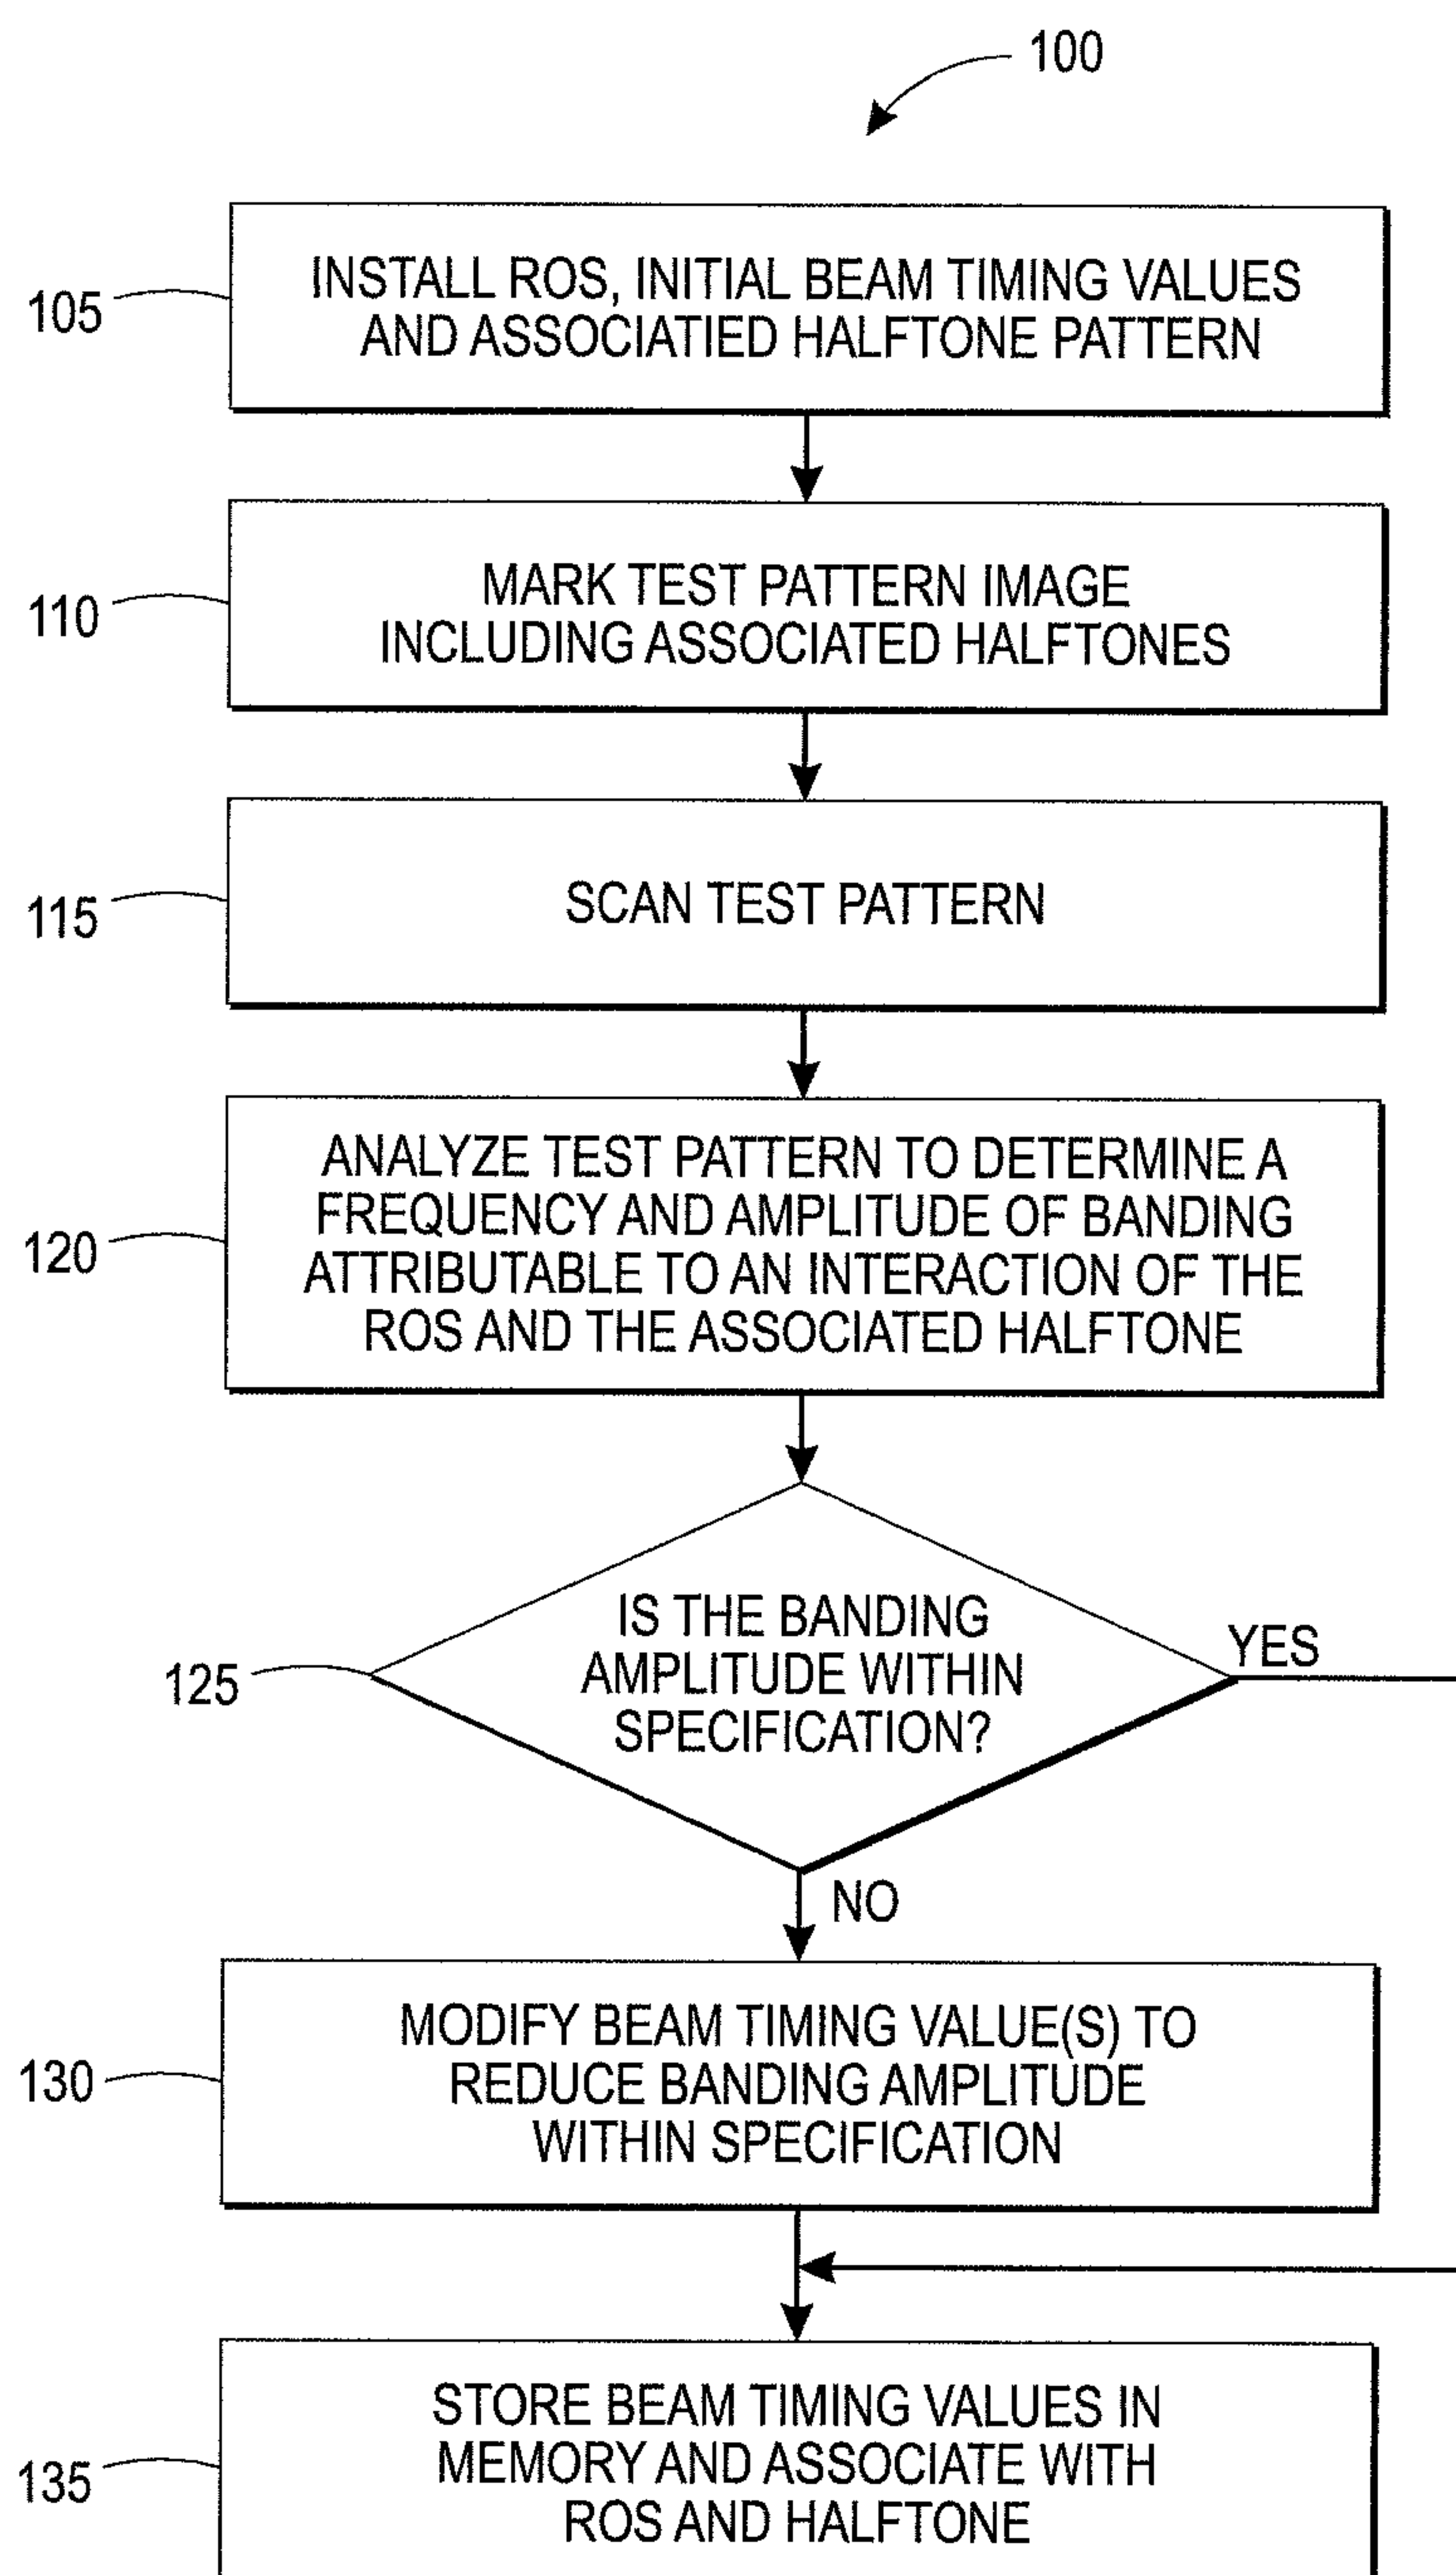 100
105
INSTALL ROS, INITIAL BEAM TIMING VALUES
AND ASSOCIATIED HALFTONE PATTERN
110
MARK TEST PATTERN IMAGE
INCLUDING ASSOCIATED HALFTONES
115
SCAN TEST PATTERN
120
ANALYZE TEST PATTERN TO DETERMINE A
FREQUENCY AND AMPLITUDE OF BANDING
ATTRIBUTABLE TO AN INTERACTION OF THE
ROS AND THE ASSOCIATED HALFTONE
125
IS THE BANDING
AMPLITUDE WITHIN
SPECIFICATION?
YES
NO
130
MODIFY BEAM TIMING VALUE(S) TO
REDUCE BANDING AMPLITUDE
WITHIN SPECIFICATION
135
STORE BEAM TIMING VALUES IN
MEMORY AND ASSOCIATE WITH
ROS AND HALFTONE